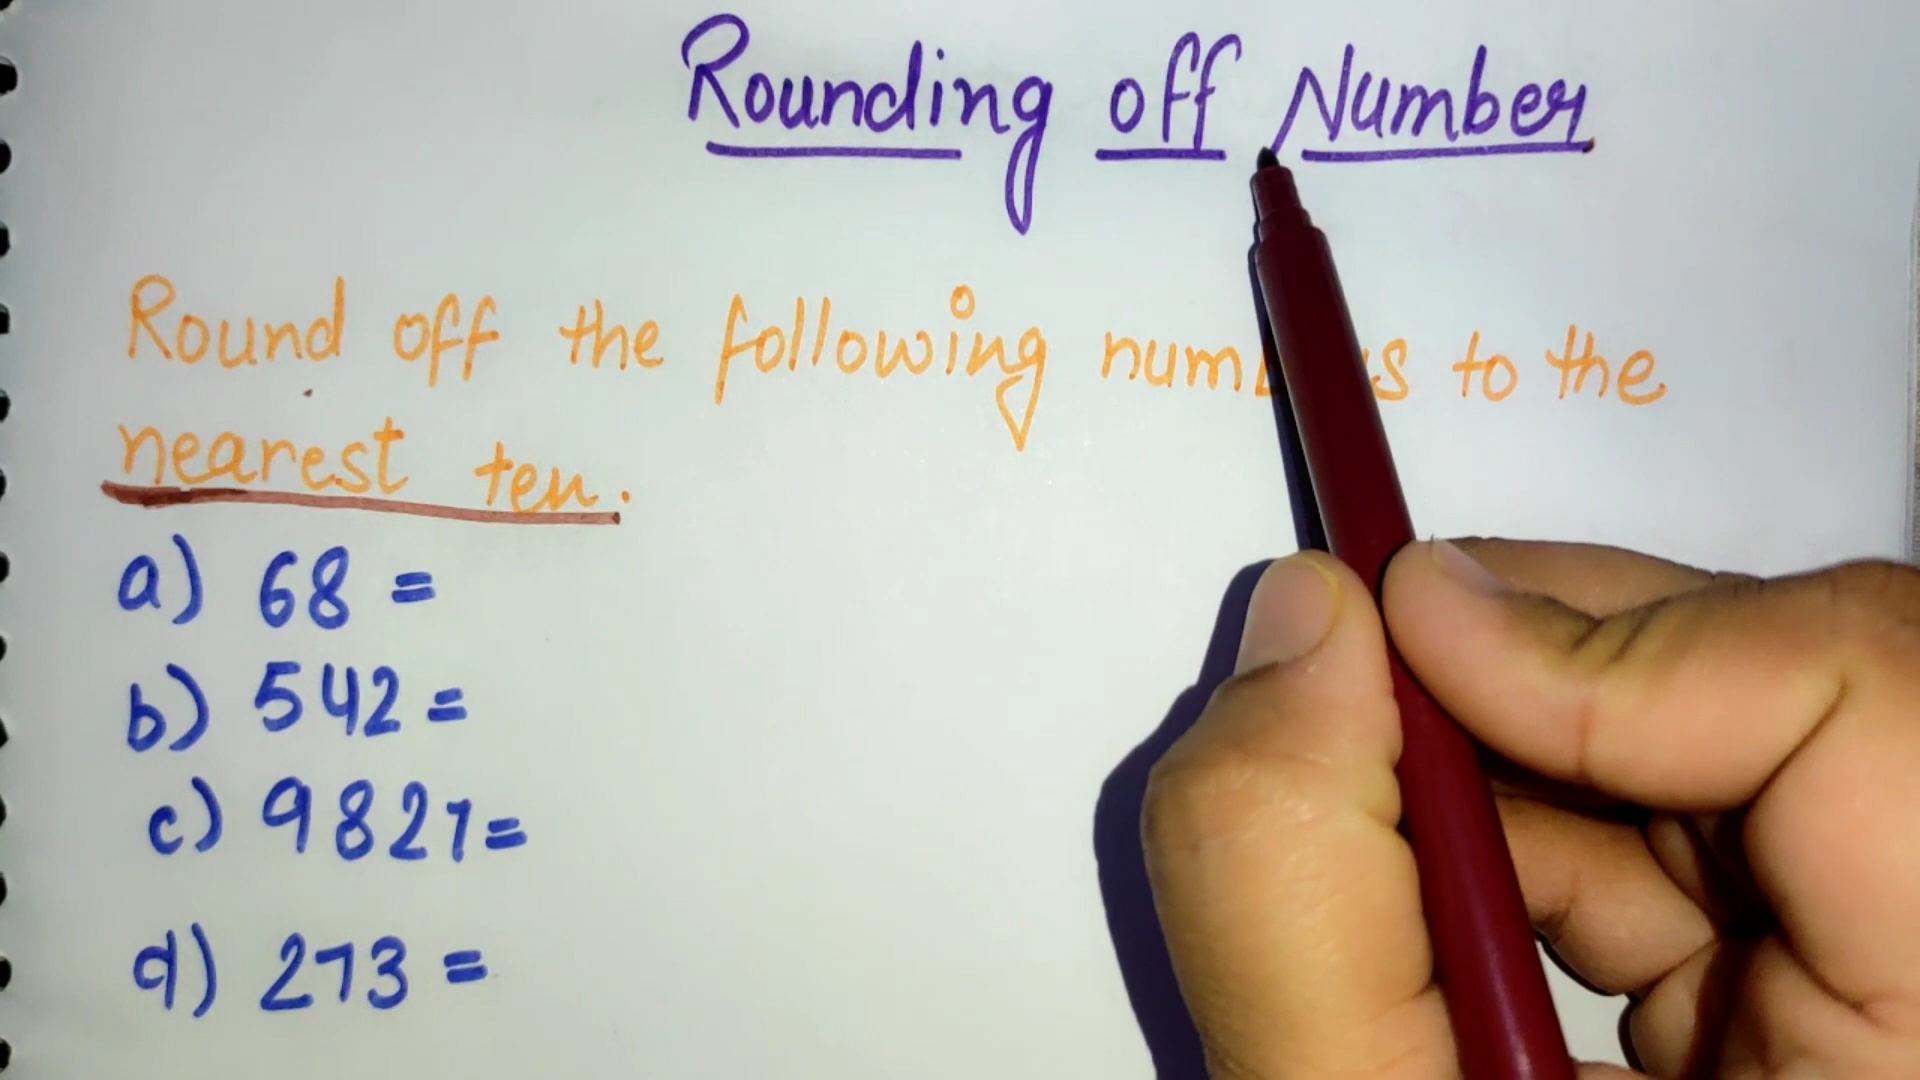 Rounding off Number
Round off the following to the
nearest ten.
a) 68 =
b) 542 =
c) 9827=
d) 273 =